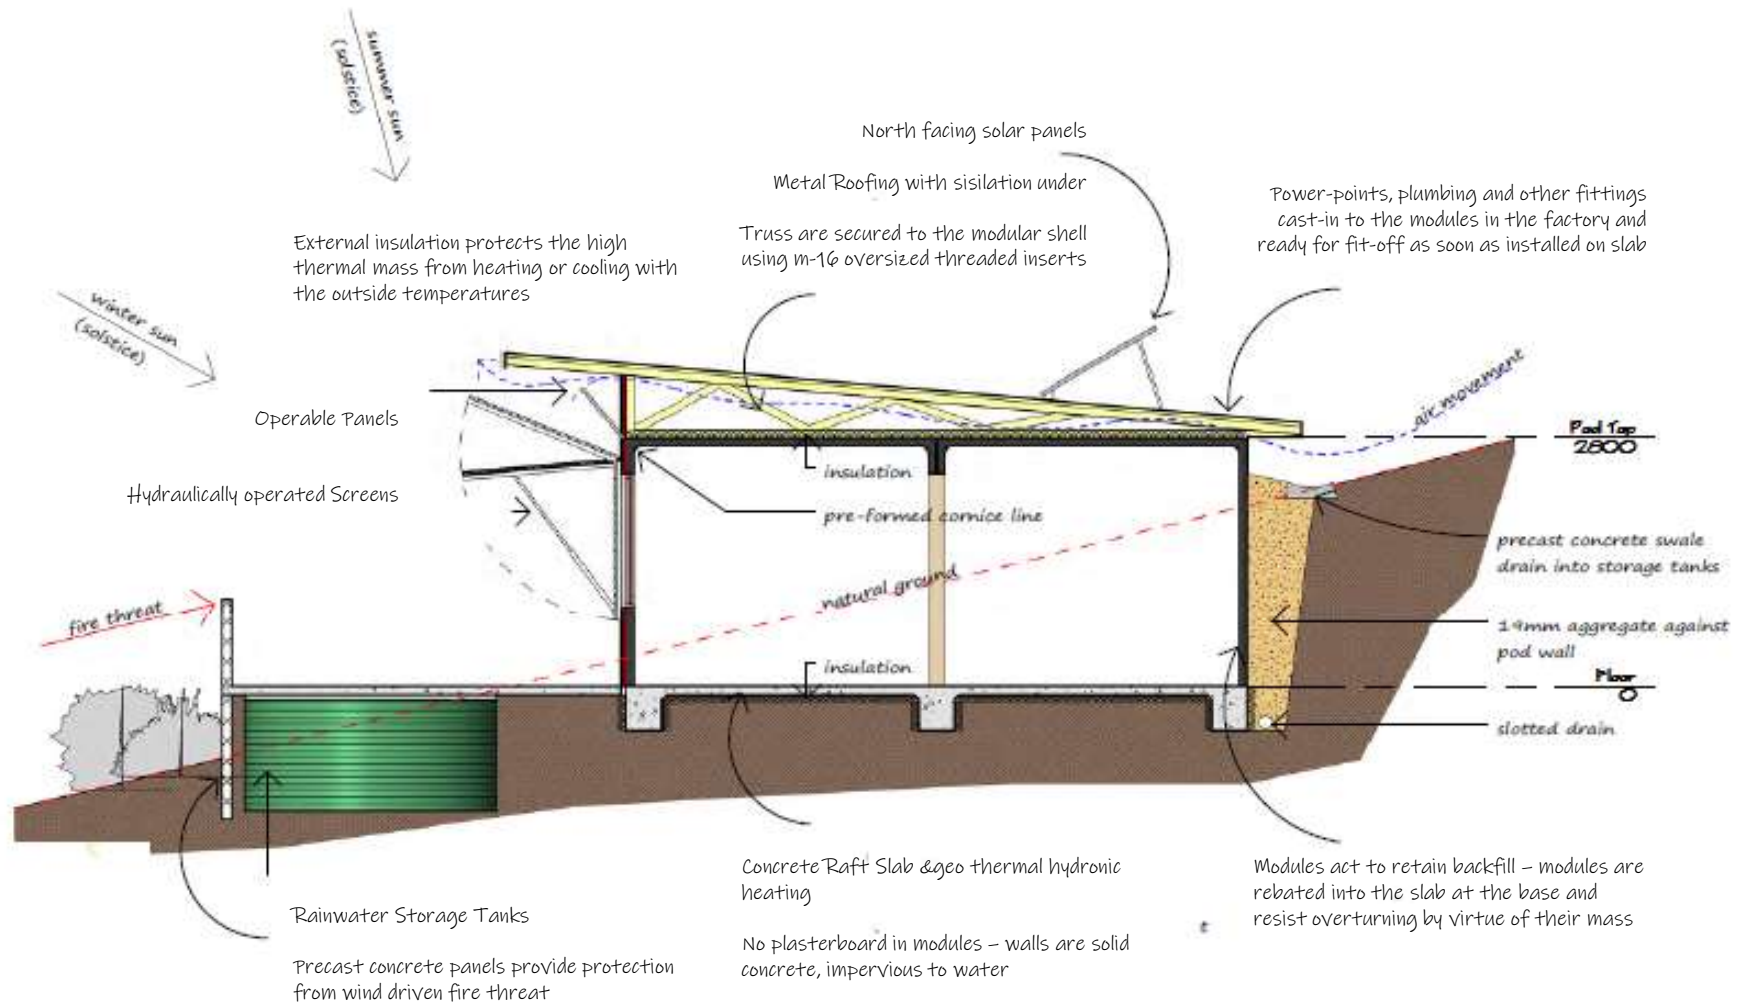 summer sun
(solstice)
North facing solar panels
Metal Roofing with sisilation under
Truss are secured to the modular shell
using m-16 oversized threaded inserts
Power-points, plumbing and other fittings
cast-in to the modules in the factory and
ready for fit-off as soon as installed on slab
External insulation protects the high
thermal mass from heating or cooling with
the outside temperatures
winter sun
(solstice)
Operable Panels
air movement
Pod Top
2800
insulation
Hydraulically operated Screens
pre-formed cornice line
precast concrete swale
drain into storage tanks
natural ground
fire threat
19mm aggregate against
pod wall
insulation
Floor
0
slotted drain
Concrete Raft Slab &geo thermal hydronic
heating
No plasterboard in modules – walls are solid
concrete, impervious to water
Modules act to retain backfill – modules are
rebated into the slab at the base and
resist overturning by virtue of their mass
t
Rainwater Storage Tanks
Precast concrete panels provide protection
from wind driven fire threat